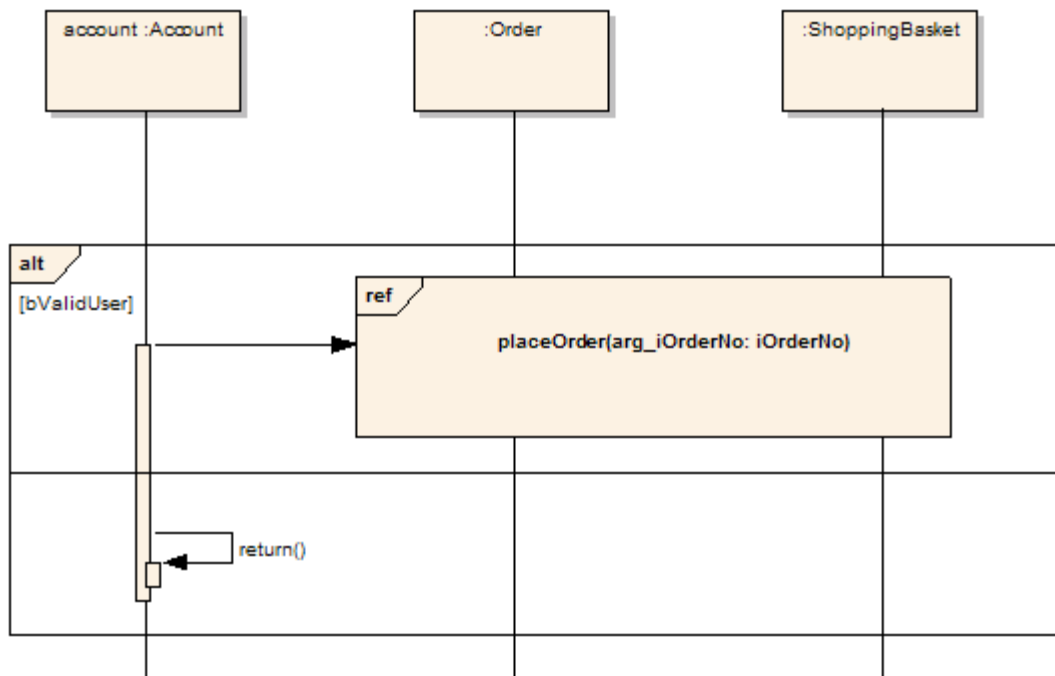 account :Account
:Order
:ShoppingBasket
alt
[bValidUser]
ref
placeOrder(arg_iOrderNo: iOrderNo)
return()